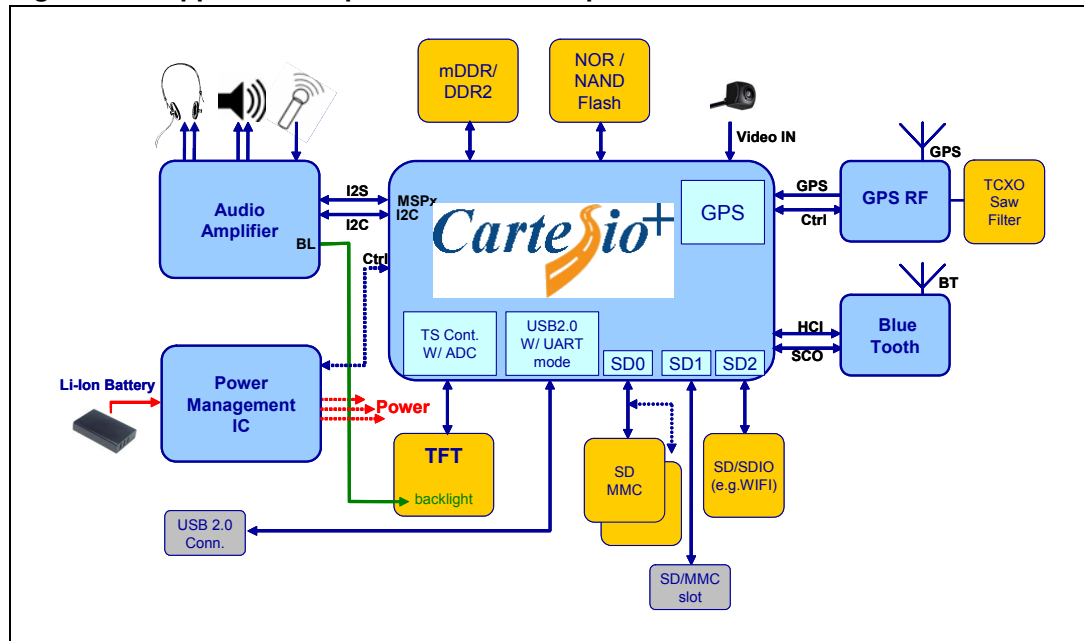 mDDR/
DDR2
NOR /
NAND
Flash
Video IN
GPS
Audio
Amplifier
BL
I2S
I2C
MSPx
I2C
Ctrl
Cartesio+
GPS
GPS
Ctrl
GPS RF
TCXO
Saw
Filter
BT
HCI
SCO
Blue
Tooth
TS Cont.
W/ ADC
USB2.0
W/ UART
mode
SD0
SD1
SD2
Li-Ion Battery
Power
Management
IC
Power
TFT
backlight
SD
MMC
SD/SDIO
(e.g.WIFI)
USB 2.0
Conn.
SD/MMC
slot